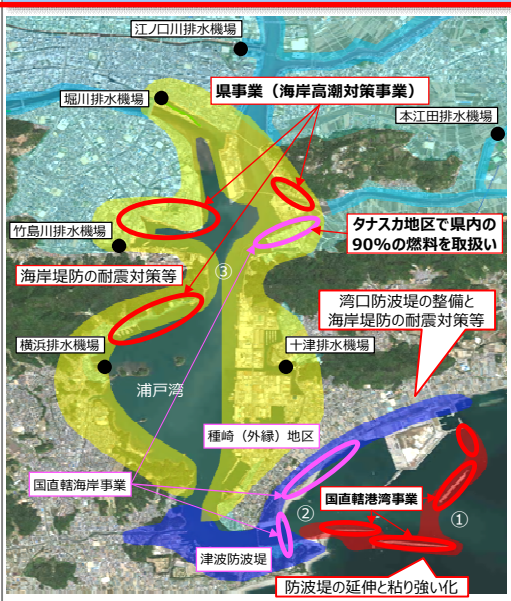 江ノ口川排水機場
堀川排水機場
県事業（海岸高潮対策事業）
本江田排水機場
タナスカ地区で県内の
90%の燃料を取扱い
竹島川排水機場
海岸堤防の耐震対策等
③
湾口防波堤の整備と
海岸堤防の耐震対策等
横浜排水機場
十津排水機場
浦戸湾
種崎（外縁）地区
国直轄海岸事業
国直轄港湾事業
②
①
津波防波堤
防波堤の延伸と粘り強い化